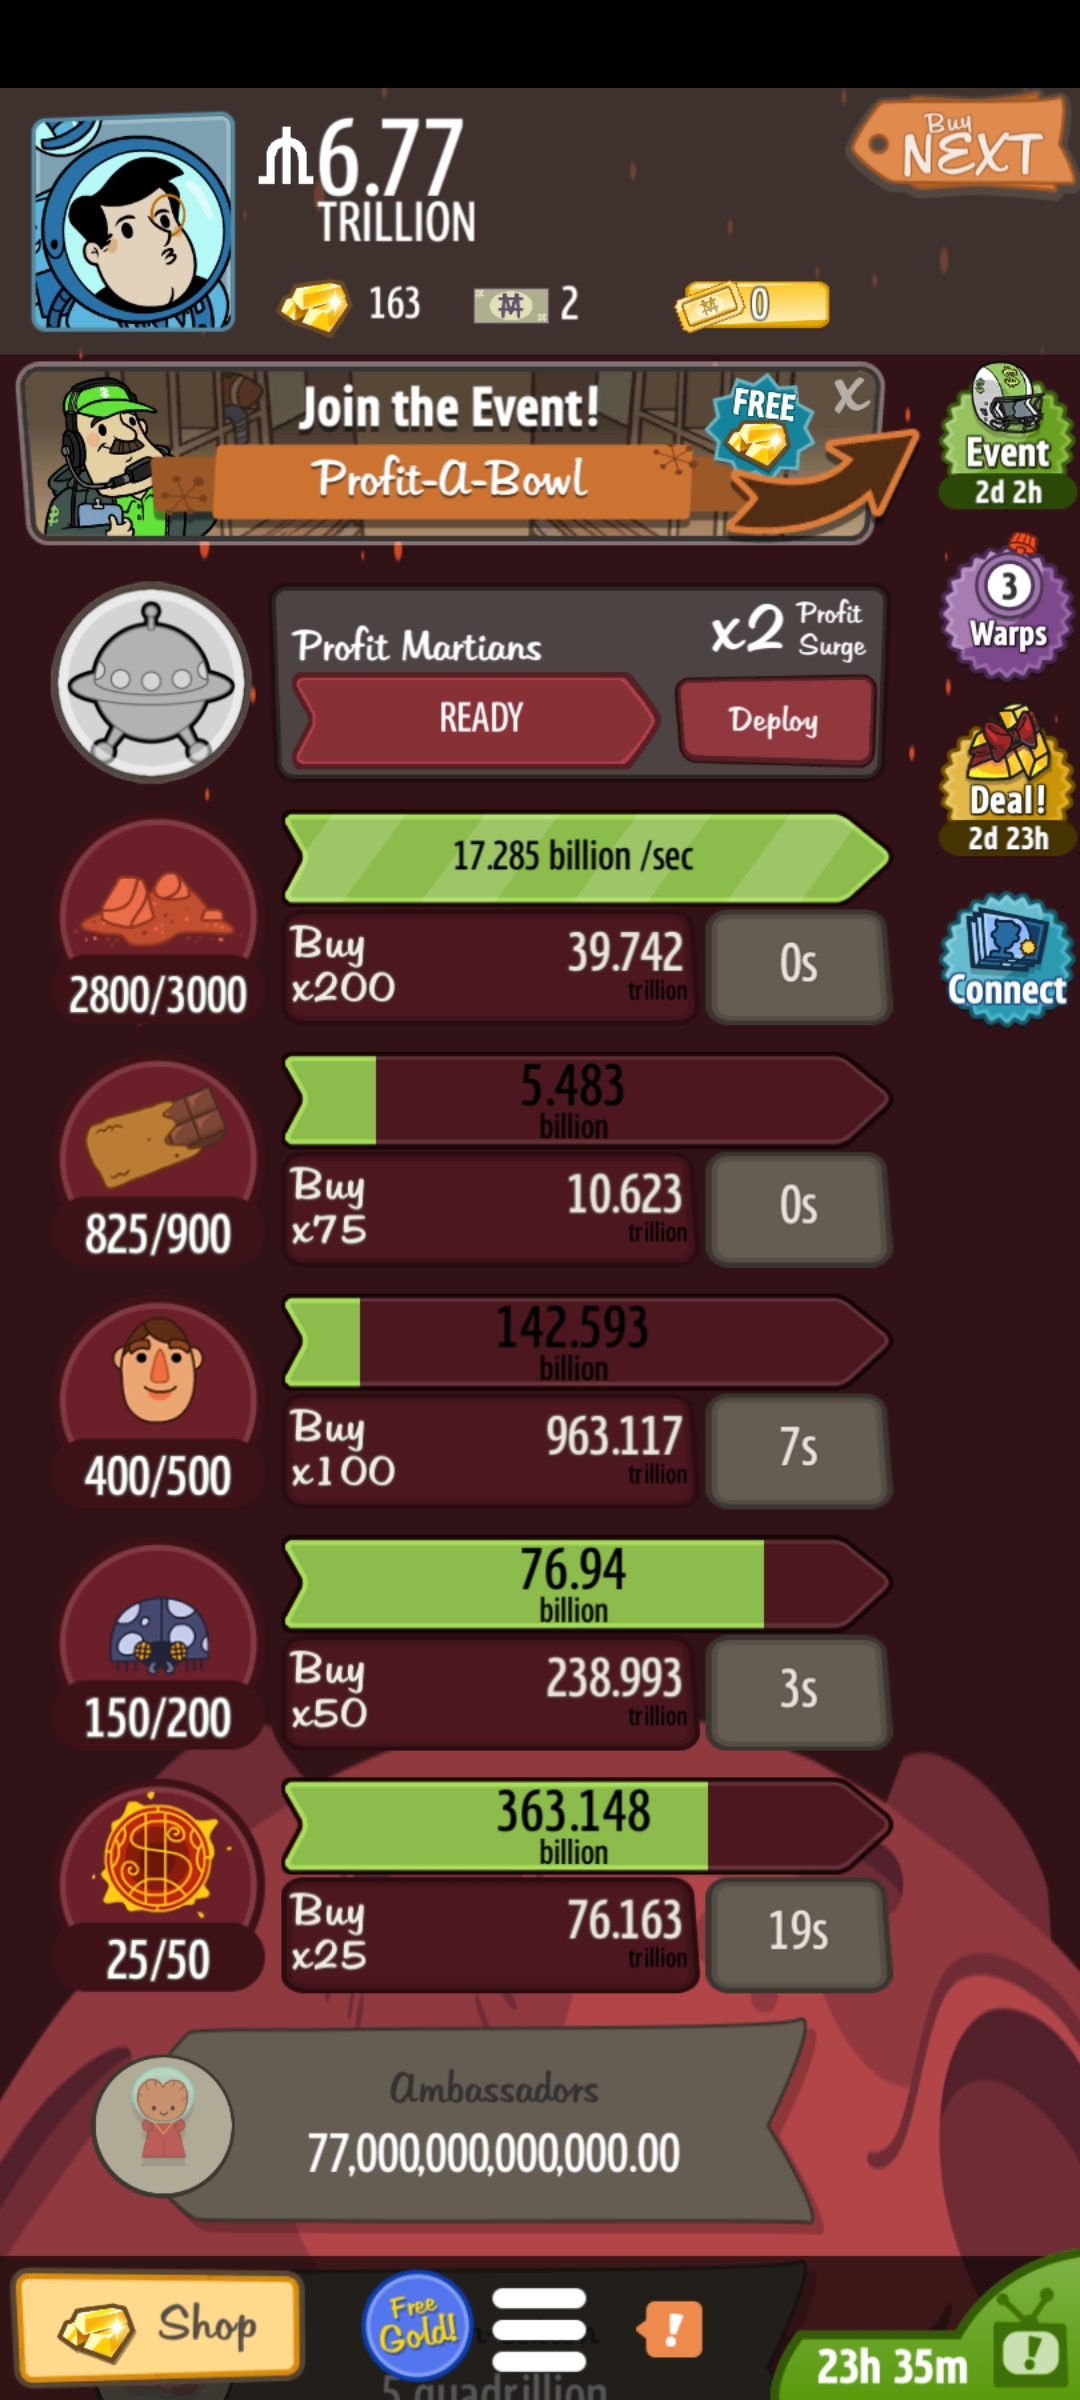 Buy
NEXT
6.77
TRILLION
163
2
0
Join the Event!
FREE
X
Profit-A-Bowl
Event
2d 2h
3
Warps
Profit Martians
x2 Profit Surge
READY
Deploy
Deal!
2d 23h
17.285 billion /sec
2800/3000
Buy
x200
39.742
trillion
0s
Connect
5.483
billion
825/900
Buy
x75
10.623
trillion
0s
142.593
billion
400/500
Buy
x100
963.117
trillion
7s
76.94
billion
150/200
Buy
x50
238.993
trillion
3s
363.148
billion
25/50
Buy
x25
76.163
trillion
19s
Ambassadors
77,000,000,000,000.00
Shop
Free
Gold!
!
!
23h 35m
5 quadrillion